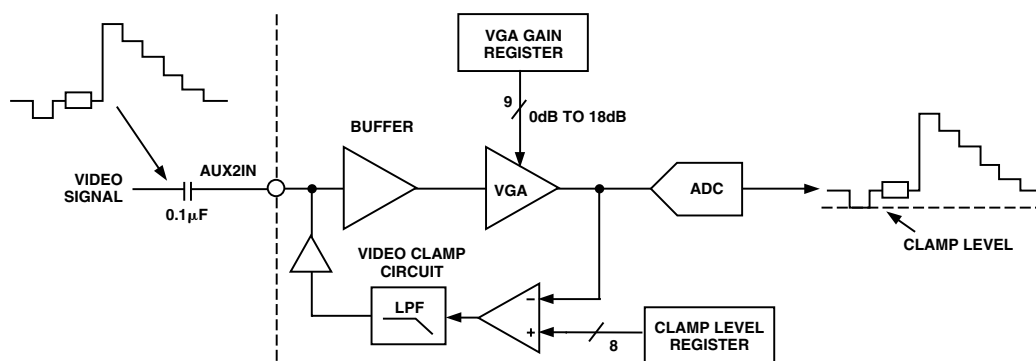 VGA GAIN
REGISTER
9
0dB TO 18dB
BUFFER
AUX2IN
VIDEO
SIGNAL
0.1μF
VGA
ADC
CLAMP LEVEL
VIDEO CLAMP
CIRCUIT
LPF
–
+
8
CLAMP LEVEL
REGISTER